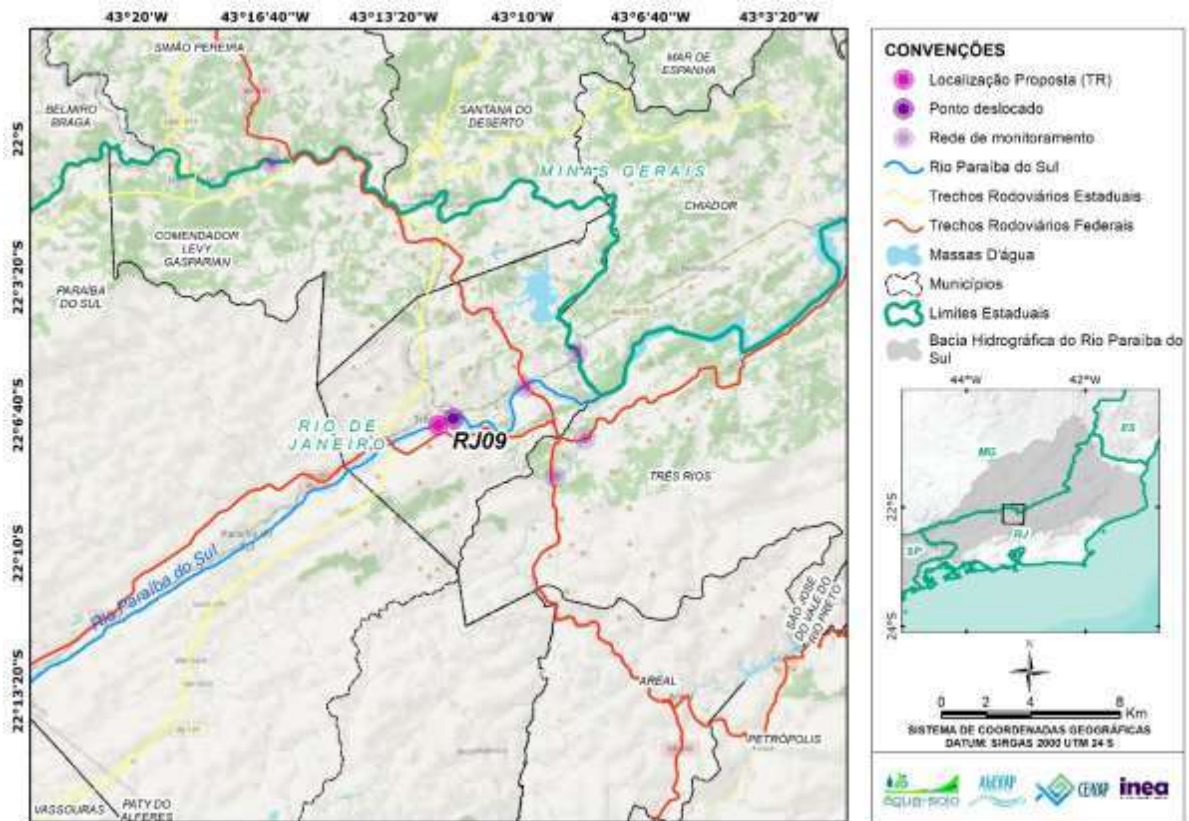 43°20'W
43°16'40"W
43°13'20"W
43°10'W
43°6'40"W
43°3'20"W
22°S
22°3'20"S
22°6'40"S
22°10'S
22°13'20"S
SIMÃO PEREIRA
MAR DE
ESPANHA
BELMIRO
BRAGA
SANTANA DO
DESERTO
MINAS GERAIS
CHIADOR
COMENDADOR
LEVY
GASPARIAN
PARAÍBA
DO SUL
RIO DE
JANEIRO
RJ09
TRÊS RIOS
Rio Paraíba do Sul
SÃO JOSÉ
DO VALE DO
RIO PRETO
AREAL
PETRÓPOLIS
VASSOURAS
PATY DO
ALFERES
CONVENÇÕES
Localização Proposta (TR)
Ponto deslocado
Rede de monitoramento
Rio Paraíba do Sul
Trechos Rodoviários Estaduais
Trechos Rodoviários Federais
Massas D'água
Municípios
Limites Estaduais
Bacia Hidrográfica do Rio Paraíba do
Sul
44°W
42°W
22°S
24°S
MG
ES
RJ
SP
N
0 2 4 8
Km
SISTEMA DE COORDENADAS GEOGRÁFICAS
DATUM: SIRGAS 2000 UTM 24 S
água e solo
AGEVAP
CEIVAP
inea